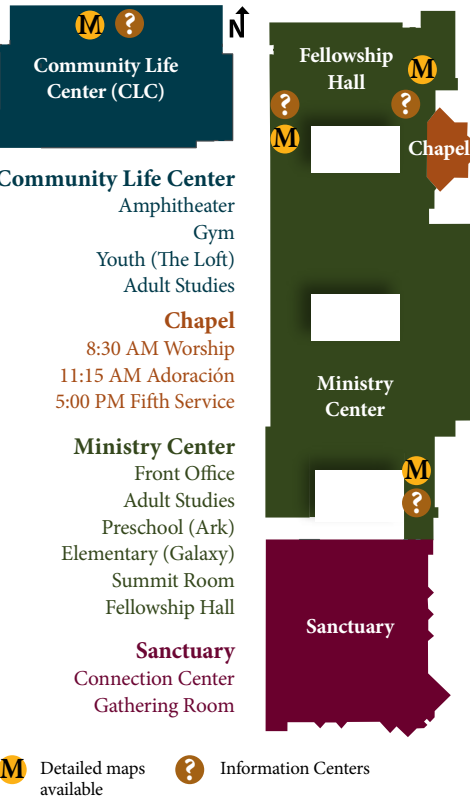 M ?
N
Community Life
Center (CLC)
Fellowship
Hall
M
? ?
M
Chapel
Community Life Center
Amphitheater
Gym
Youth (The Loft)
Adult Studies
Chapel
8:30 AM Worship
11:15 AM Adoración
5:00 PM Fifth Service
Ministry
Center
Ministry Center
Front Office
Adult Studies
Preschool (Ark)
Elementary (Galaxy)
Summit Room
Fellowship Hall
M
?
Sanctuary
Sanctuary
Connection Center
Gathering Room
M Detailed maps
available
? Information Centers